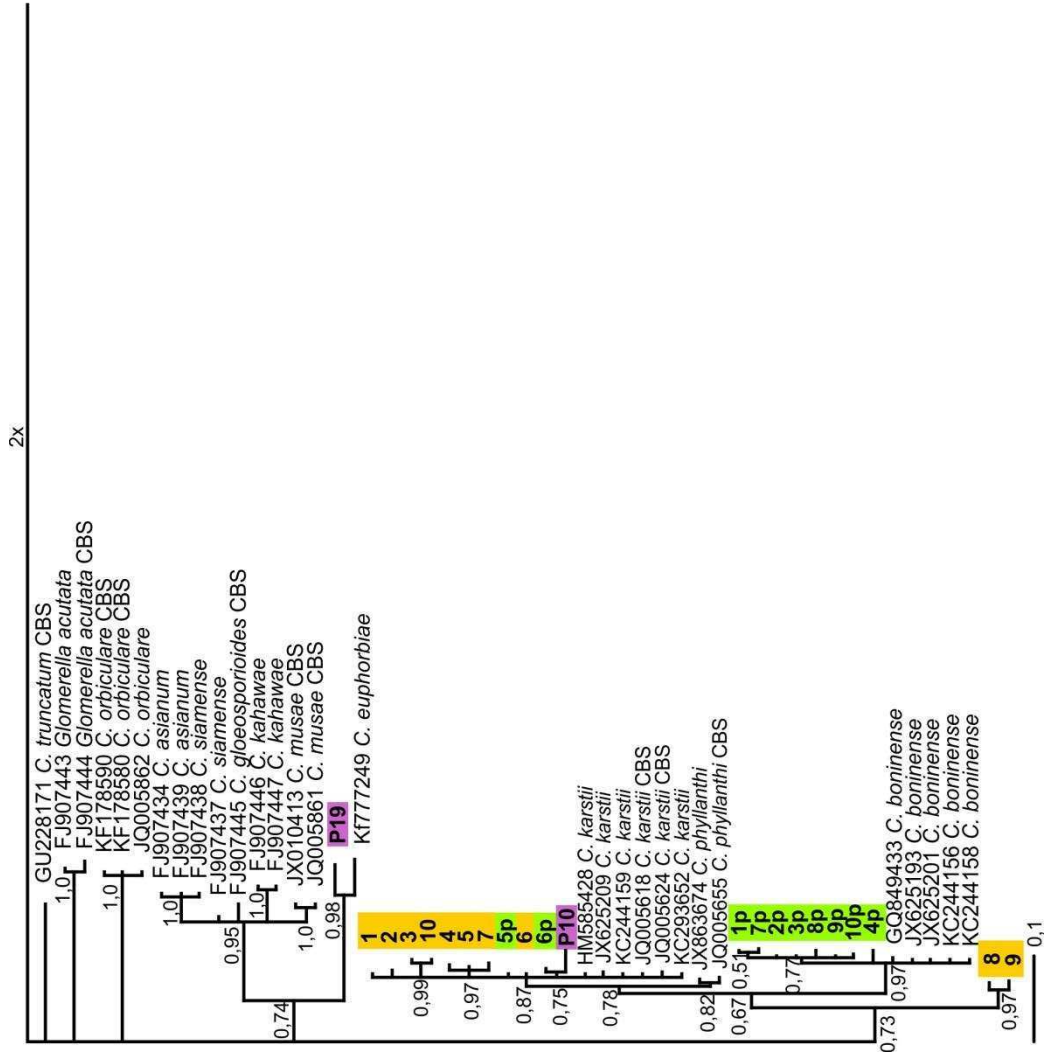 2x
GU228171 C. truncatum CBS
FJ907443 Glomerella acutata
FJ907444 Glomerella acutata CBS
1,0
KF178590 C. orbiculare CBS
KF178580 C. orbiculare CBS
JQ005862 C. orbiculare
1,0
FJ907434 C. asianum
FJ907439 C. asianum
FJ907438 C. siamense
1,0
FJ907437 C. siamense
FJ907445 C. gloeosporioides CBS
0,95
FJ907446 C. kahawae
FJ907447 C. kahawae
1,0
JX010413 C. musae CBS
JQ005861 C. musae CBS
1,0
0,74
P19
Kf777249 C. euphorbiae
0,98
1
2
3
10
0,99
4
5
7
0,97
5p
6
0,87
6p
P10
0,75
HM585428 C. karstii
JX625209 C. karstii
KC244159 C. karstii
0,78
JQ005618 C. karstii CBS
JQ005624 C. karstii CBS
KC293652 C. karstii
JX863674 C. phyllanthi
JQ005655 C. phyllanthi CBS
0,82
0,67
1p
7p
0,51
2p
3p
0,77
8p
9p
10p
4p
GQ849433 C. boninense
0,97
JX625193 C. boninense
JX625201 C. boninense
KC244156 C. boninense
KC244158 C. boninense
0,73
8
9
0,97
0,1